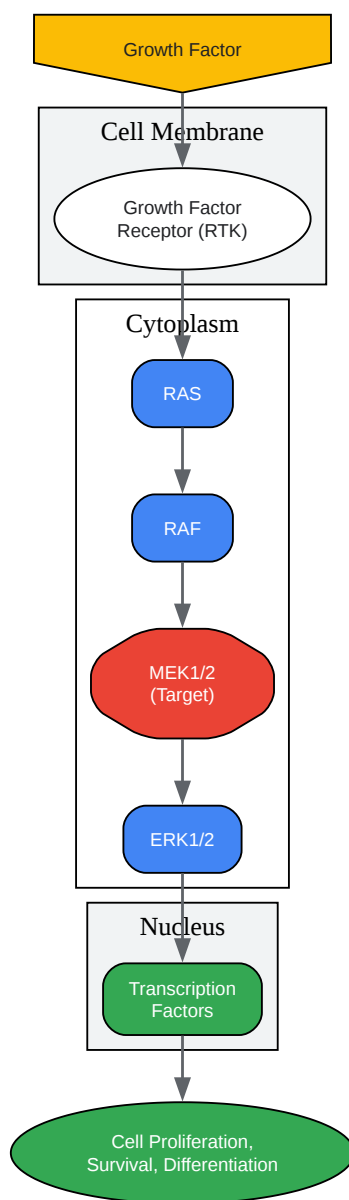 Growth Factor
Cell Membrane
Growth Factor
Receptor (RTK)
Cytoplasm
RAS
RAF
MEK1/2
(Target)
ERK1/2
Nucleus
Transcription
Factors
Cell Proliferation,
Survival, Differentiation